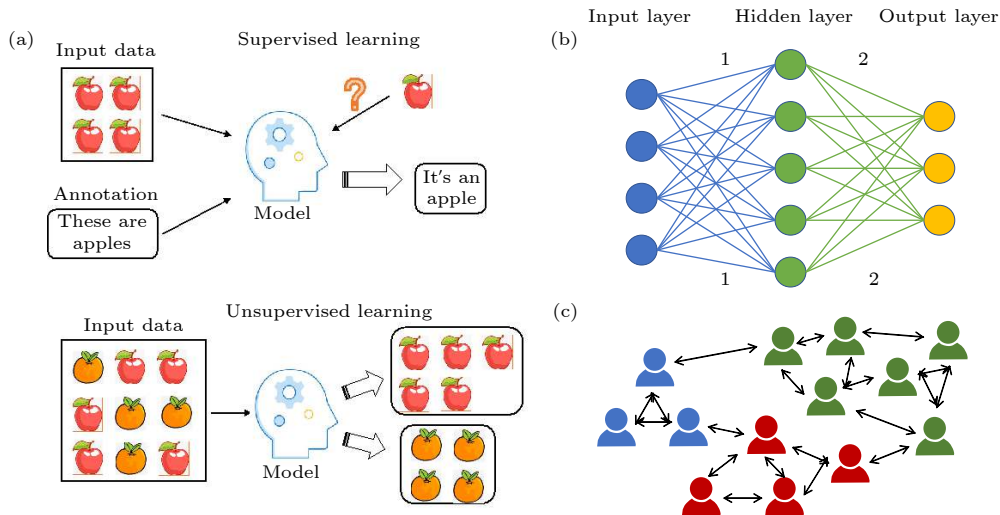 (a)
Supervised learning
Input data
?
Annotation
These are
apples
Model
It's an
apple
Unsupervised learning
Input data
Model
(b)
Input layer
Hidden layer
Output layer
1
2
1
2
(c)